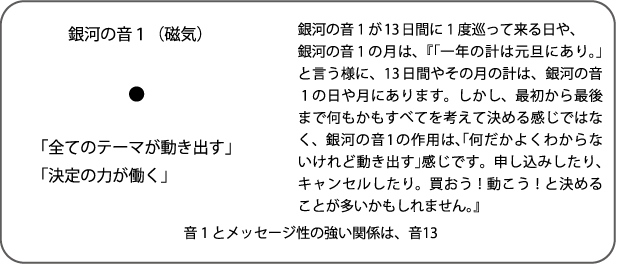 銀河の音１（磁気）
●
「全てのテーマが動き出す」
「決定の力が働く」
銀河の音１が13日間に１度巡って来る日や、
銀河の音１の月は、『「一年の計は元旦にあり。」
と言う様に、13日間やその月の計は、銀河の音
１の日や月にあります。しかし、最初から最後
まで何もかもすべてを考えて決める感じではな
く、銀河の音1の作用は、「何だかよくわからな
いけれど動き出す」感じです。申し込みしたり、
キャンセルしたり。買おう！動こう！と決める
ことが多いかもしれません。』
音１とメッセージ性の強い関係は、音13